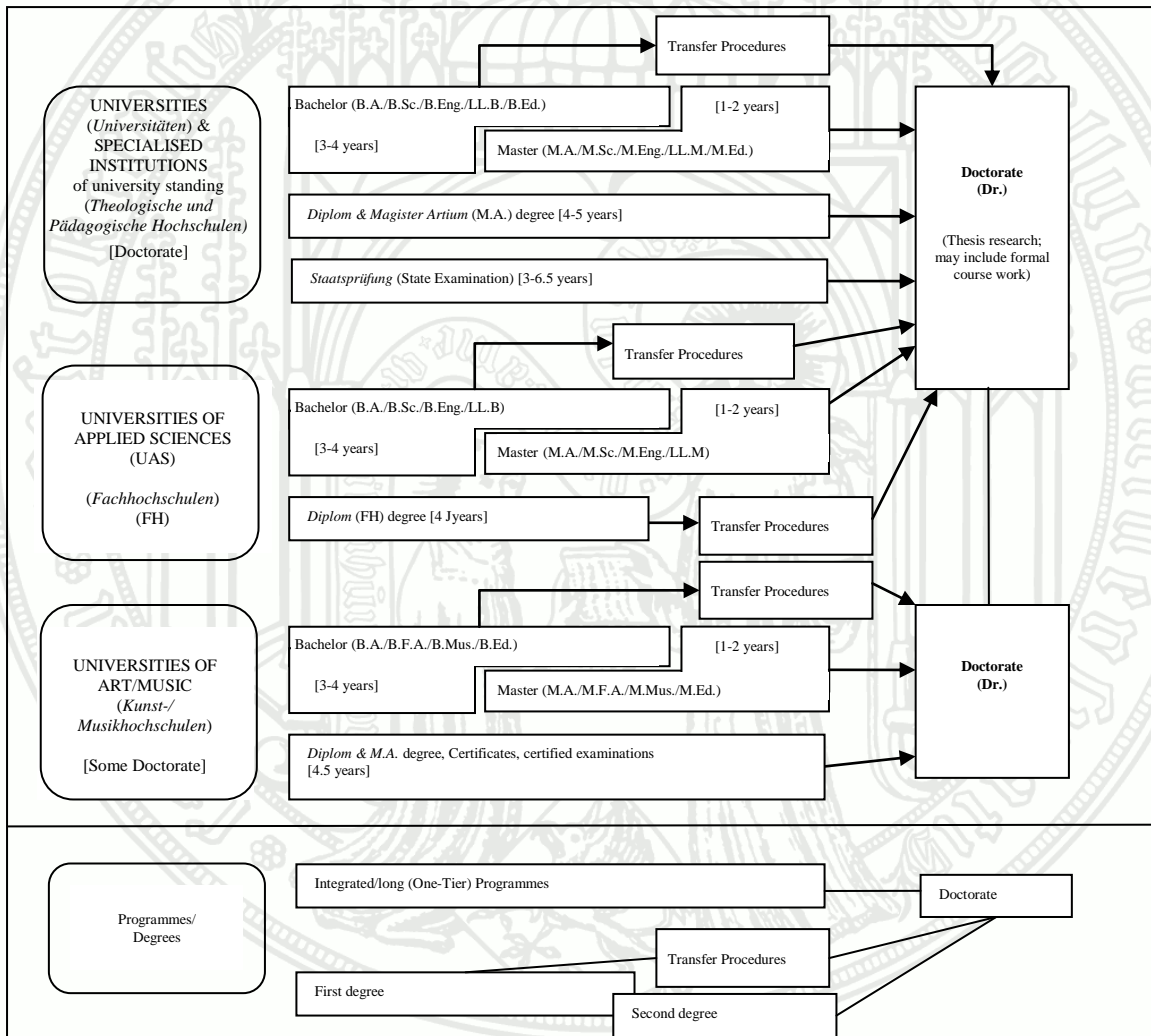 Transfer Procedures
UNIVERSITIES
(Universitäten) &
SPECIALISED
INSTITUTIONS
of university standing
(Theologische und
Pädagogische Hochschulen)
[Doctorate]
Bachelor (B.A./B.Sc./B.Eng./LL.B./B.Ed.)
[3-4 years]
[1-2 years]
Master (M.A./M.Sc./M.Eng./LL.M./M.Ed.)
Diplom & Magister Artium (M.A.) degree [4-5 years]
Staatsprüfung (State Examination) [3-6.5 years]
Doctorate
(Dr.)
(Thesis research;
may include formal
course work)
UNIVERSITIES OF
APPLIED SCIENCES
(UAS)
(Fachhochschulen)
(FH)
Transfer Procedures
Bachelor (B.A./B.Sc./B.Eng./LL.B)
[3-4 years]
[1-2 years]
Master (M.A./M.Sc./M.Eng./LL.M)
Diplom (FH) degree [4 Jyears]
Transfer Procedures
UNIVERSITIES OF
ART/MUSIC
(Kunst-/
Musikhochschulen)
[Some Doctorate]
Transfer Procedures
Bachelor (B.A./B.F.A./B.Mus./B.Ed.)
[3-4 years]
[1-2 years]
Master (M.A./M.F.A./M.Mus./M.Ed.)
Diplom & M.A. degree, Certificates, certified examinations
[4.5 years]
Doctorate
(Dr.)
Programmes/
Degrees
Integrated/long (One-Tier) Programmes
Doctorate
Transfer Procedures
First degree
Second degree